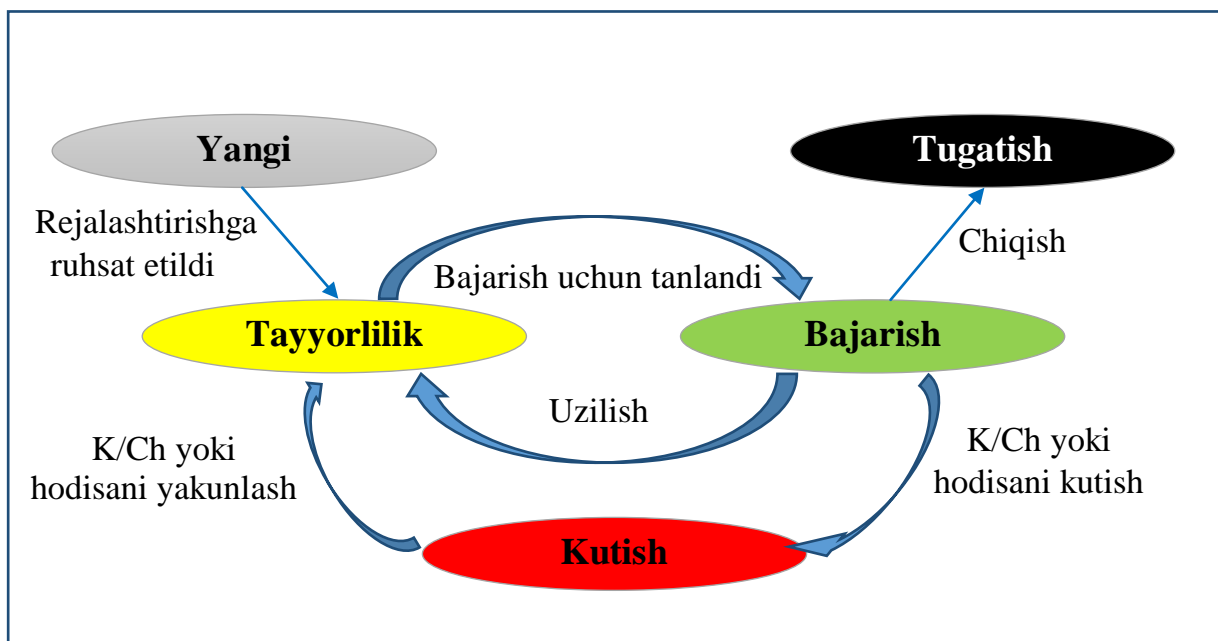 Yangi
Tugatish
Rejalashtirishga
ruhsat etildi
Chiqish
Bajarish uchun tanlandi
Tayyorlilik
Bajarish
Uzilish
K/Ch yoki
hodisani yakunlash
K/Ch yoki
hodisani kutish
Kutish